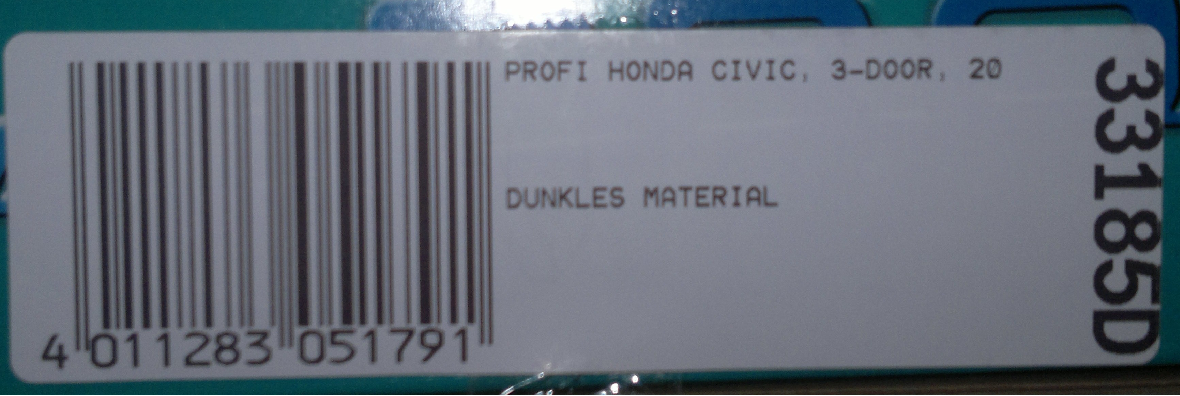 PROFI HONDA CIVIC, 3-DOOR, 20
DUNKLES MATERIAL
4 011283 051791
33185D